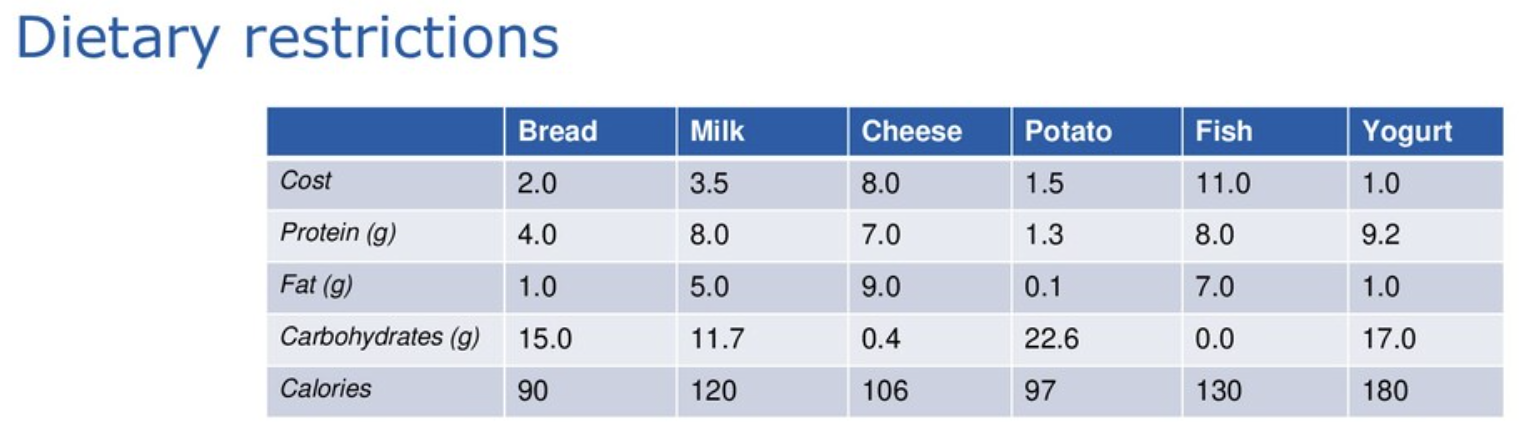 Dietary restrictions
Bread Milk Cheese Potato Fish Yogurt
Cost 2.0 3.5 8.0 1.5 11.0 1.0
Protein (g) 4.0 8.0 7.0 1.3 8.0 9.2
Fat (g) 1.0 5.0 9.0 0.1 7.0 1.0
Carbohydrates (g) 15.0 11.7 0.4 22.6 0.0 17.0
Calories 90 120 106 97 130 180